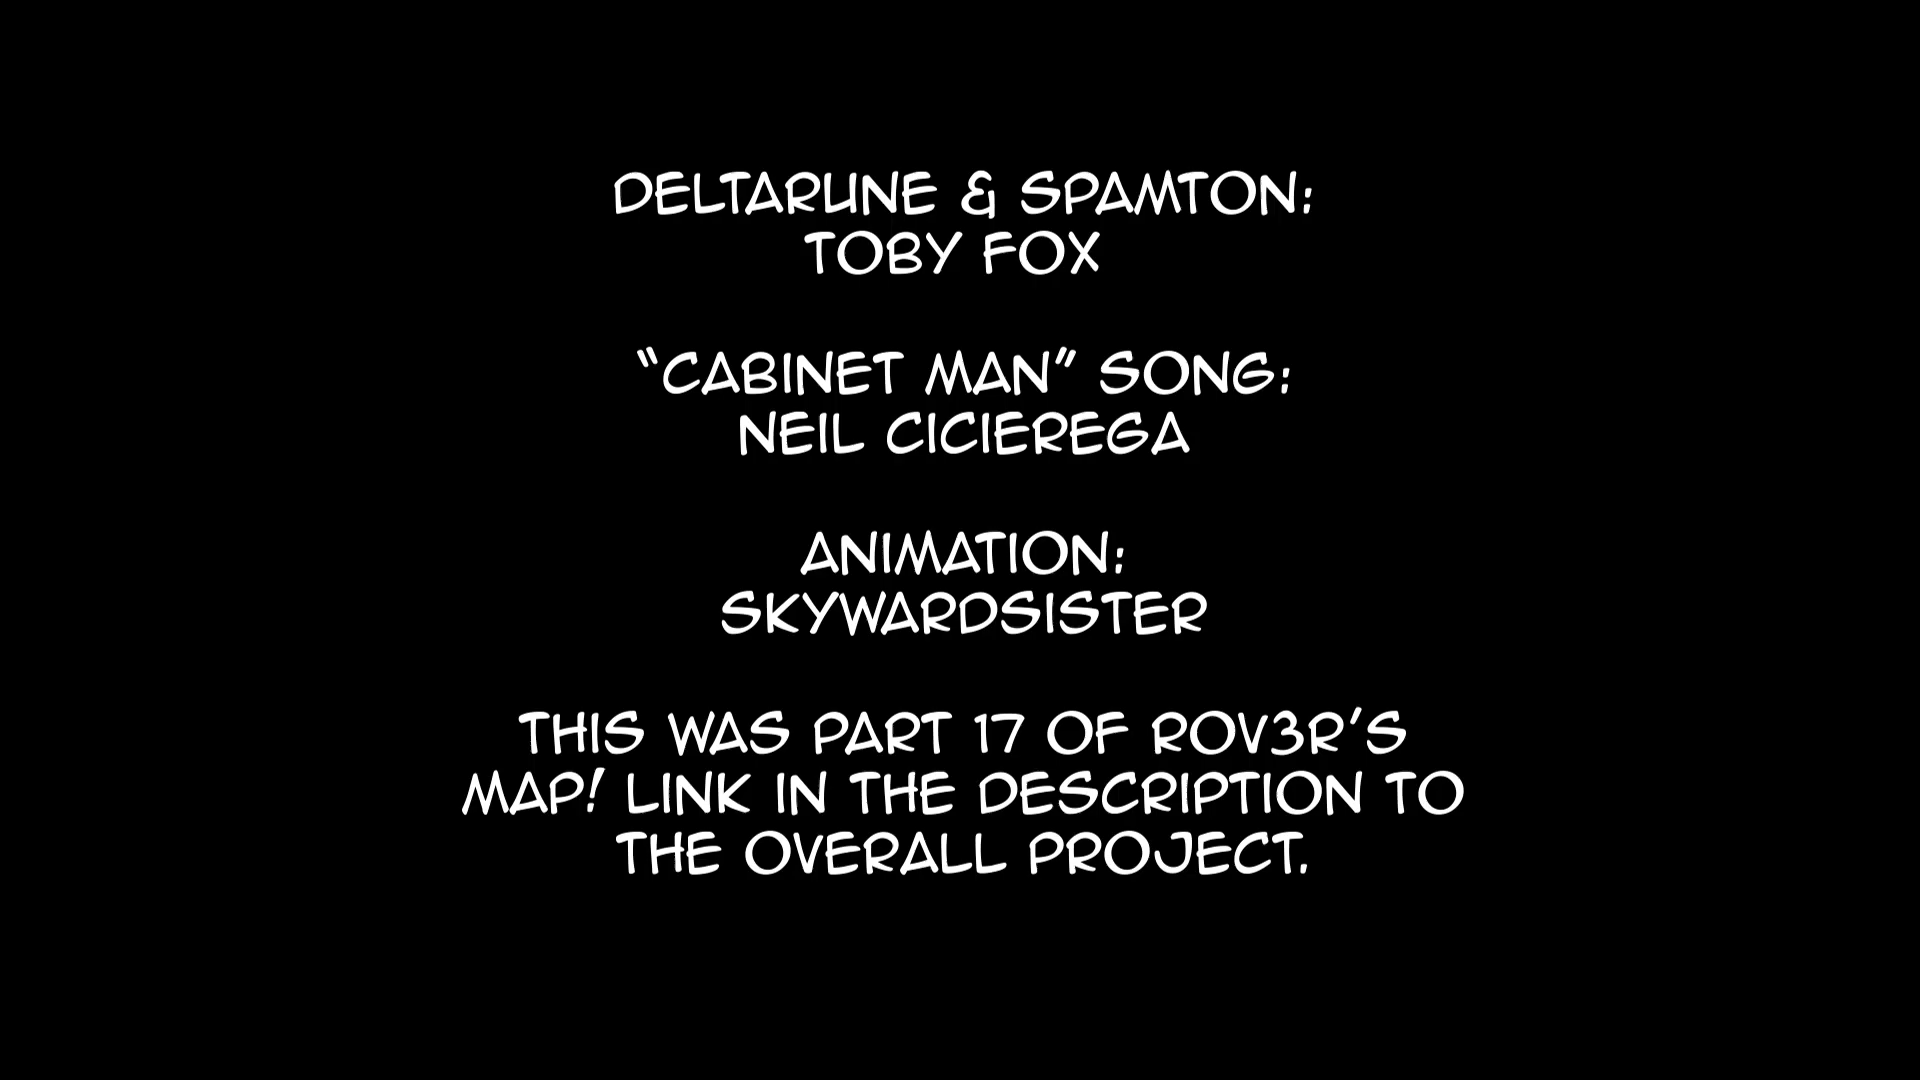 DELTARUNE & SPAMTON:
TOBY FOX
“CABINET MAN” SONG:
NEIL CICIEREGA
ANIMATION:
SKYWARDSISTER
THIS WAS PART 17 OF ROV3R'S
MAP! LINK IN THE DESCRIPTION TO
THE OVERALL PROJECT.